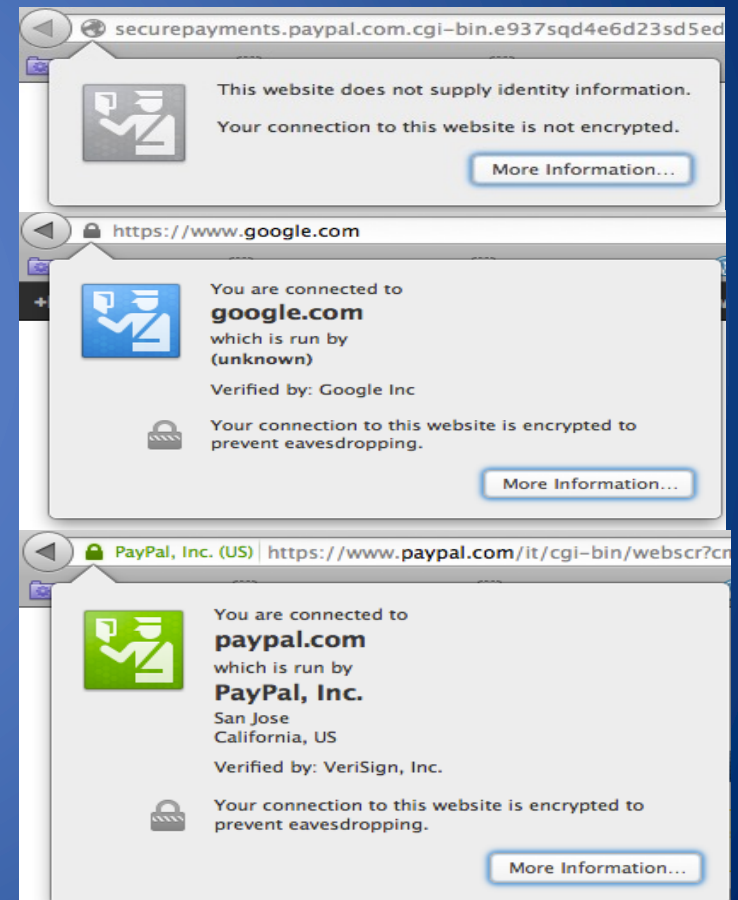 securepayments.paypal.com.cgi-bin.e937sqd4e6d23sd5ed
This website does not supply identity information.
Your connection to this website is not encrypted.
More Information...
https://www.google.com
You are connected to
google.com
which is run by
(unknown)
Verified by: Google Inc
Your connection to this website is encrypted to
prevent eavesdropping.
More Information...
PayPal, Inc. (US) https://www.paypal.com/it/cgi-bin/webscr?cm
You are connected to
paypal.com
which is run by
PayPal, Inc.
San Jose
California, US
Verified by: VeriSign, Inc.
Your connection to this website is encrypted to
prevent eavesdropping.
More Information...